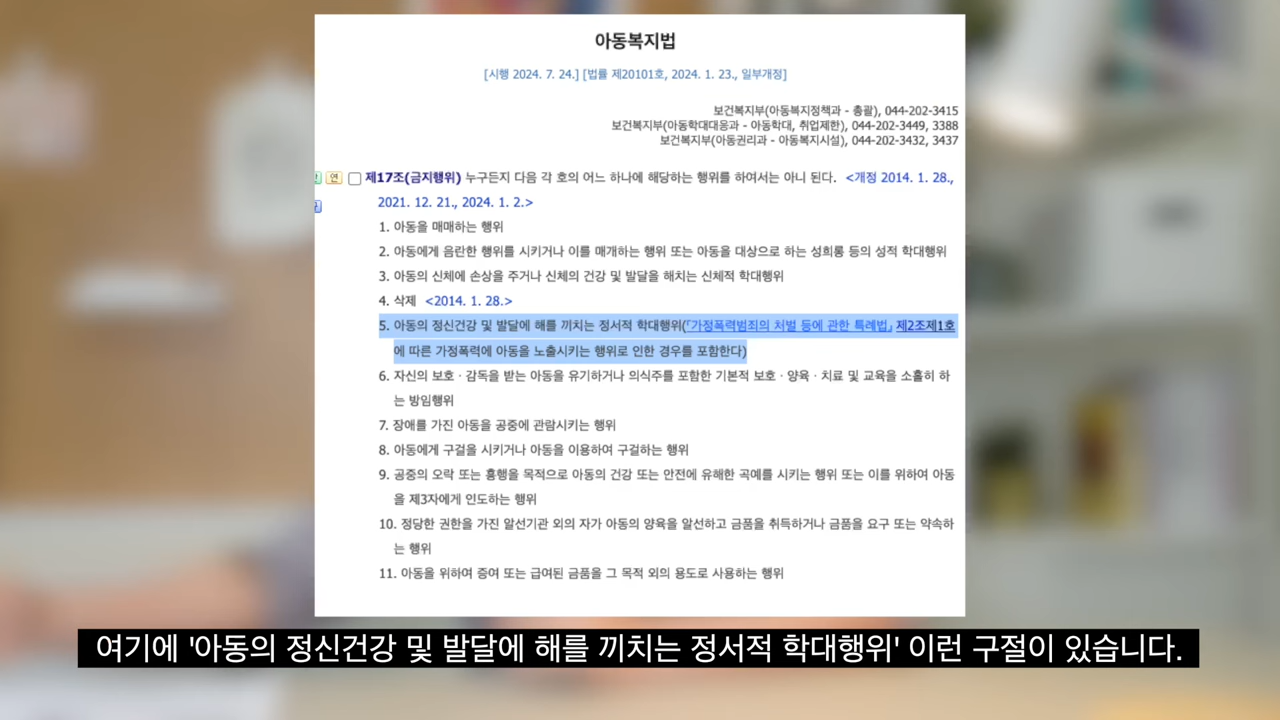 아동복지법
[시행 2024. 7. 24.] [법률 제20101호, 2024. 1. 23., 일부개정]
보건복지부(아동복지정책과 - 총괄), 044-202-3415
보건복지부(아동학대대응과 - 아동학대, 취업제한), 044-202-3449, 3388
보건복지부(아동권리과 - 아동복지시설), 044-202-3432, 3437
연 제17조(금지행위) 누구든지 다음 각 호의 어느 하나에 해당하는 행위를 하여서는 아니 된다. <개정 2014. 1. 28.,
2021. 12. 21., 2024. 1. 2.>
1. 아동을 매매하는 행위
2. 아동에게 음란한 행위를 시키거나 이를 매개하는 행위 또는 아동을 대상으로 하는 성희롱 등의 성적 학대행위
3. 아동의 신체에 손상을 주거나 신체의 건강 및 발달을 해치는 신체적 학대행위
4. 삭제 <2014. 1. 28.>
5. 아동의 정신건강 및 발달에 해를 끼치는 정서적 학대행위(「가정폭력범죄의 처벌 등에 관한 특례법」 제2조제1호
에 따른 가정폭력에 아동을 노출시키는 행위로 인한 경우를 포함한다)
6. 자신의 보호ㆍ감독을 받는 아동을 유기하거나 의식주를 포함한 기본적 보호ㆍ양육ㆍ치료 및 교육을 소홀히 하
는 방임행위
7. 장애를 가진 아동을 공중에 관람시키는 행위
8. 아동에게 구걸을 시키거나 아동을 이용하여 구걸하는 행위
9. 공중의 오락 또는 흥행을 목적으로 아동의 건강 또는 안전에 유해한 곡예를 시키는 행위 또는 이를 위하여 아동
을 제3자에게 인도하는 행위
10. 정당한 권한을 가진 알선기관 외의 자가 아동의 양육을 알선하고 금품을 취득하거나 금품을 요구 또는 약속하
는 행위
11. 아동을 위하여 증여 또는 급여된 금품을 그 목적 외의 용도로 사용하는 행위
여기에 '아동의 정신건강 및 발달에 해를 끼치는 정서적 학대행위' 이런 구절이 있습니다.